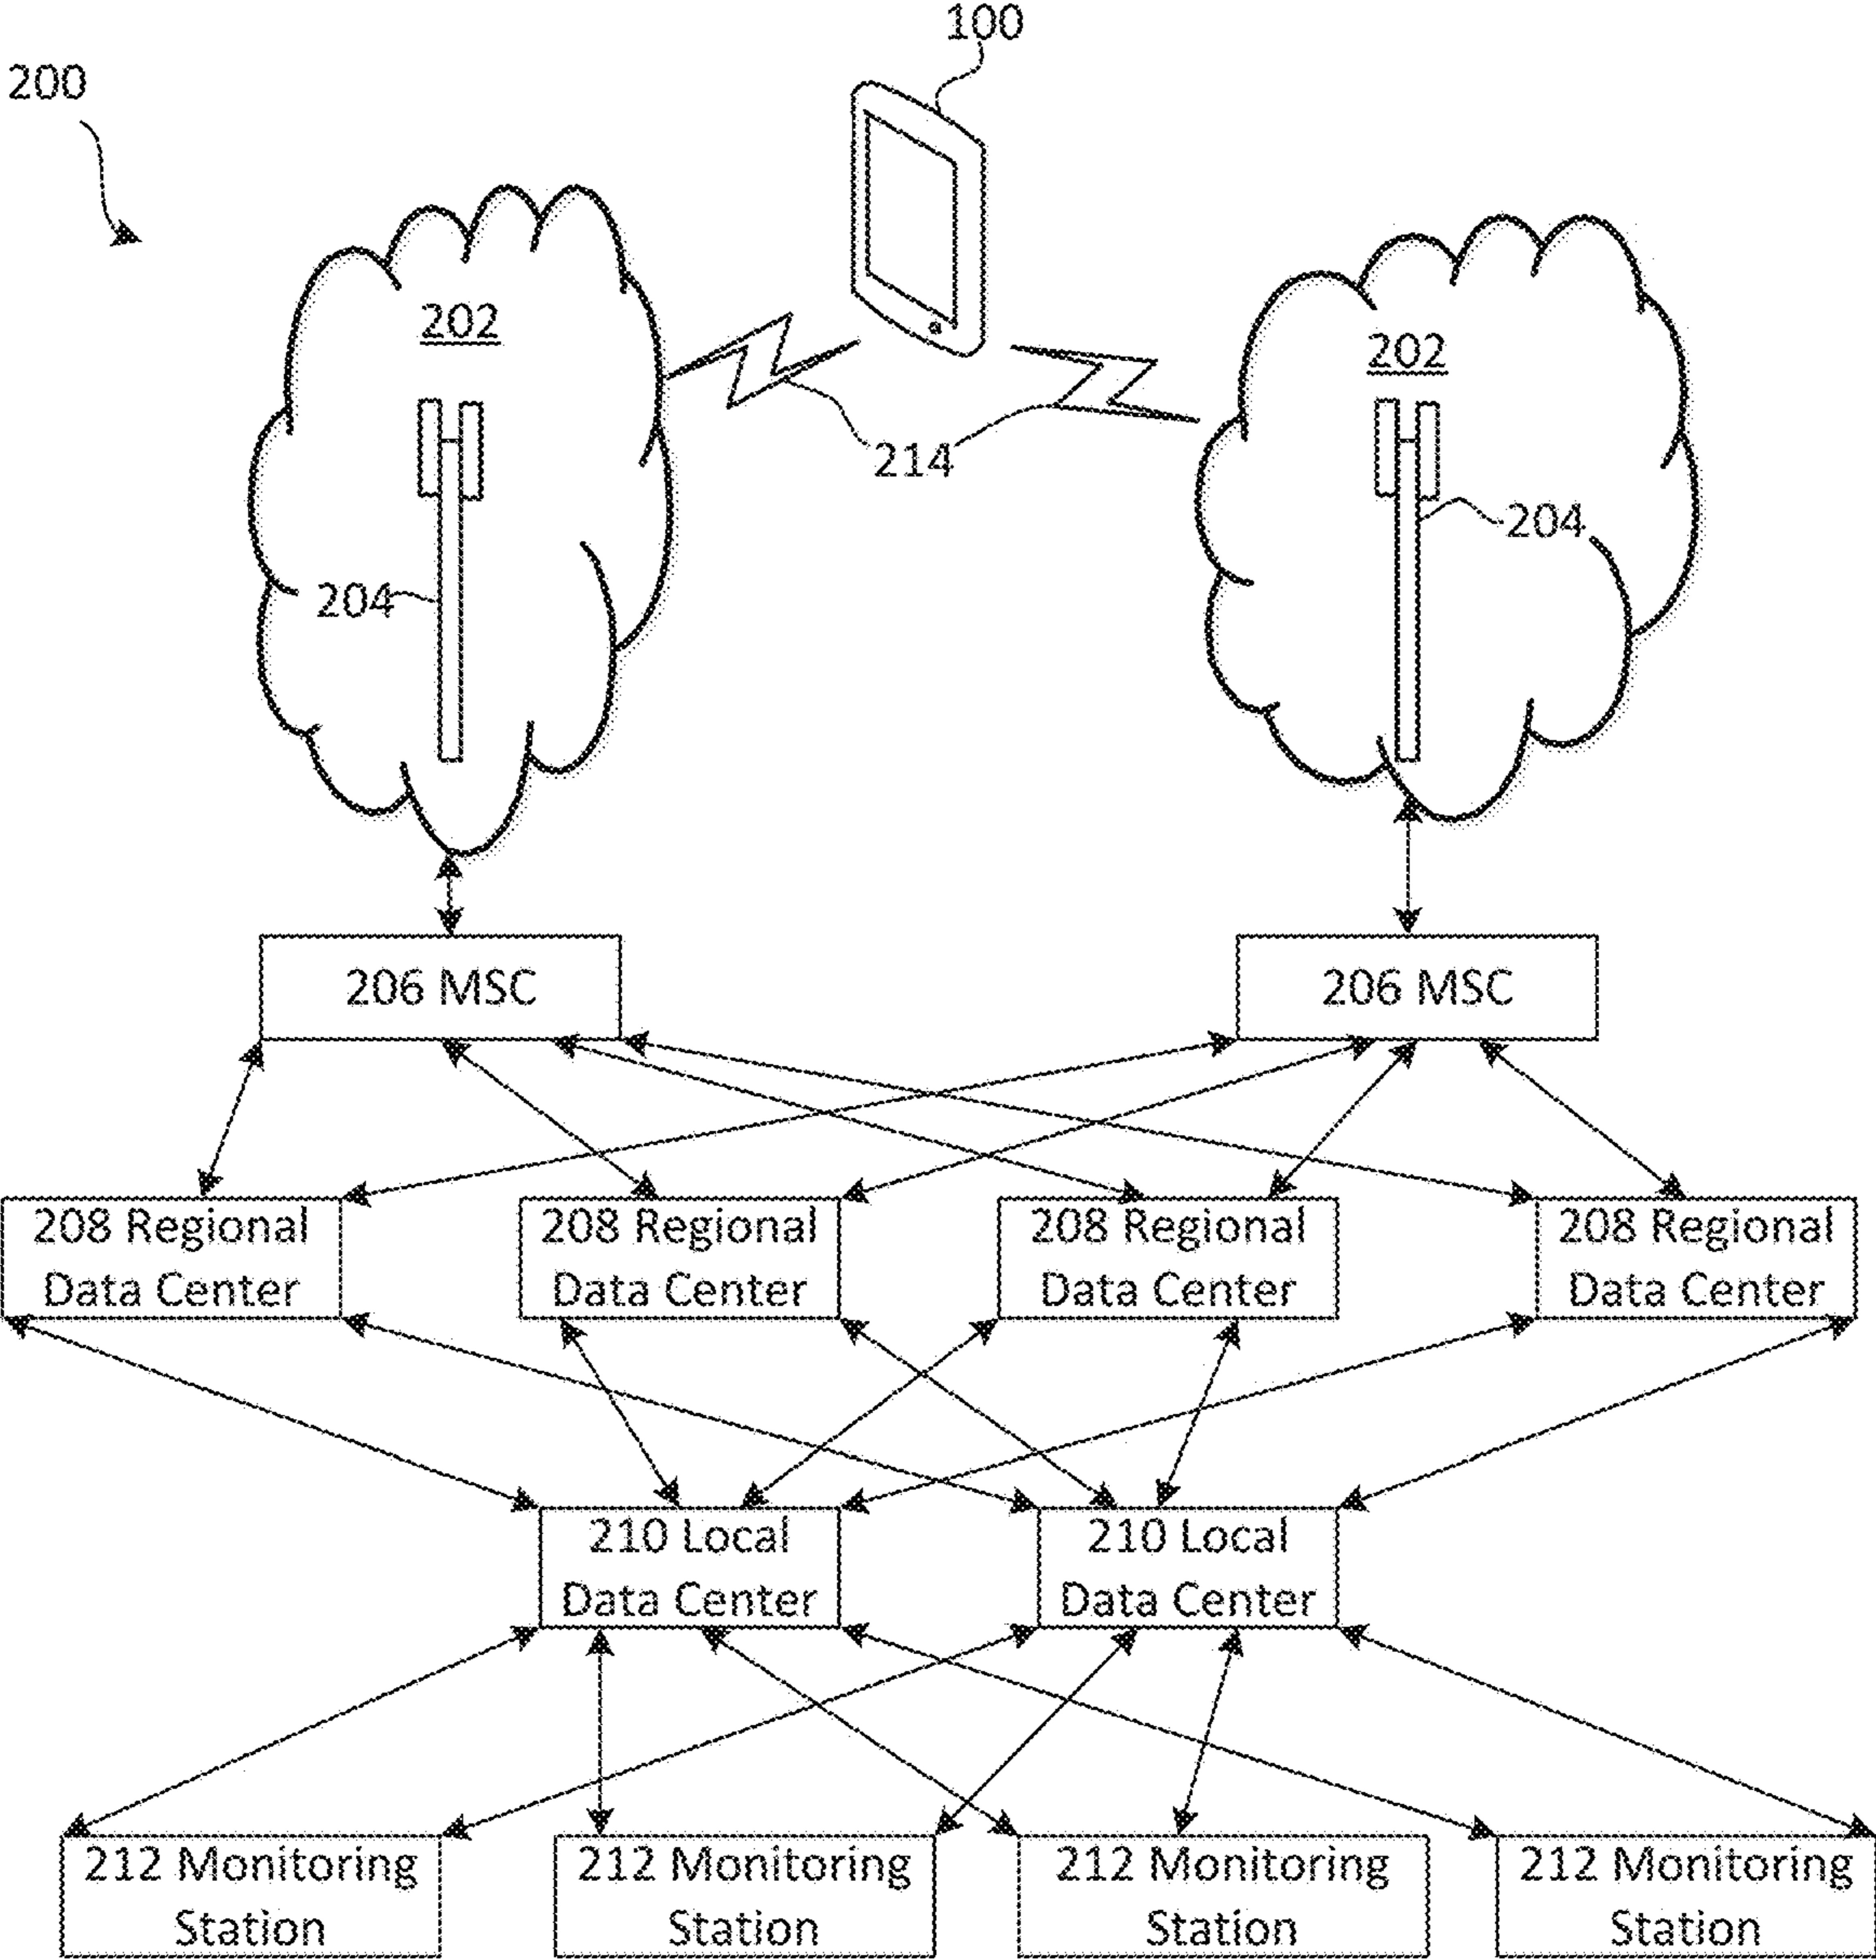 100
200
202
202
214
204
204
206 MSC
206 MSC
208 Regional
Data Center
208 Regional
Data Center
208 Regional
Data Center
208 Regional
Data Center
210 Local
Data Center
210 Local
Data Center
212 Monitoring
Station
212 Monitoring
Station
212 Monitoring
Station
212 Monitoring
Station